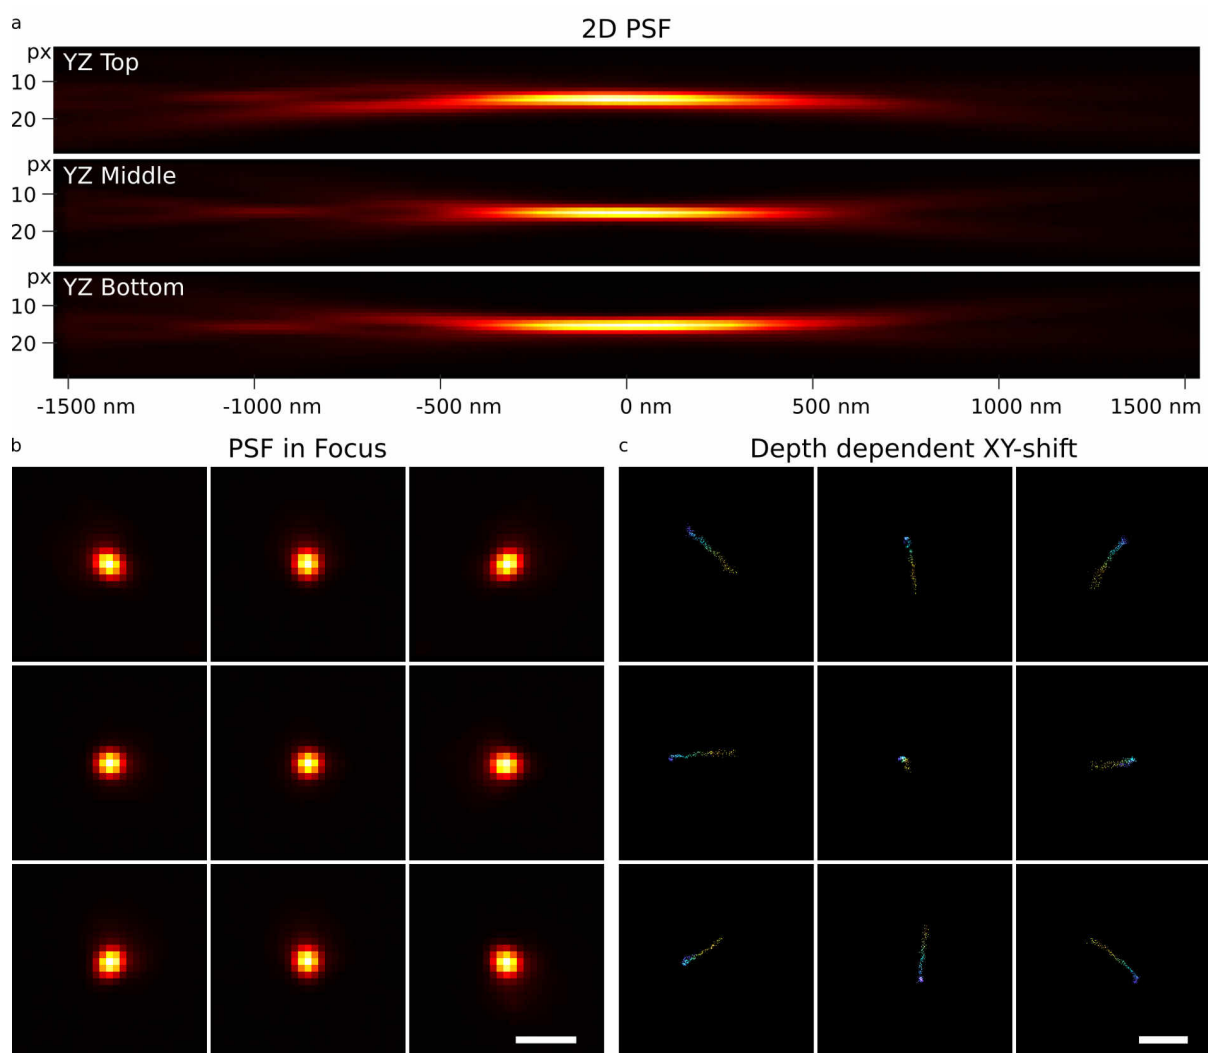 a
2D PSF
px
YZ Top
10
20
px
YZ Middle
10
20
px
YZ Bottom
10
20
-1500 nm -1000 nm -500 nm 0 nm 500 nm 1000 nm 1500 nm
b PSF in Focus
c Depth dependent XY-shift